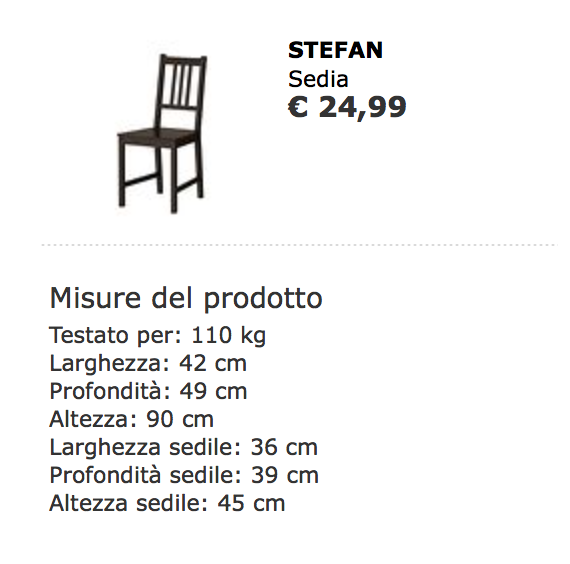 STEFAN
Sedia
€ 24,99
Misure del prodotto
Testato per: 110 kg
Larghezza: 42 cm
Profondità: 49 cm
Altezza: 90 cm
Larghezza sedile: 36 cm
Profondità sedile: 39 cm
Altezza sedile: 45 cm